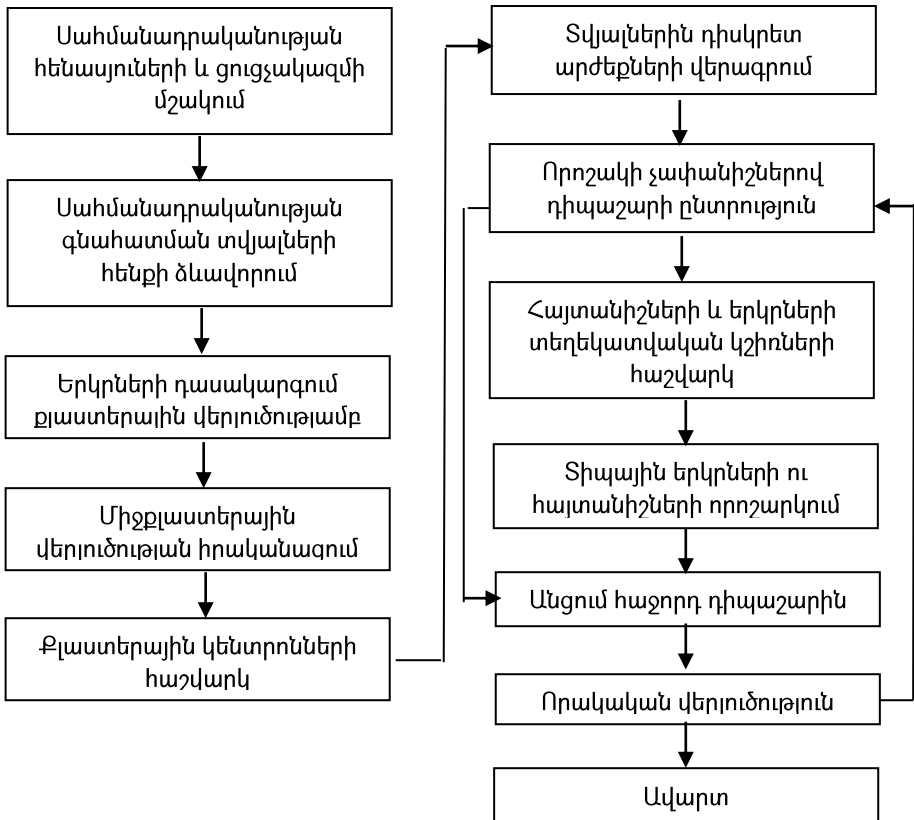 Սահմանադրականության
հենասյուների և ցուցչակազմի
մշակում
Սահմանադրականության
գնահատման տվյալների
հենքի ձևավորում
Երկրների դասակարգում
քլաստերային վերլուծությամբ
Միջքլաստերային
վերլուծության իրականացում
Քլաստերային կենտրոնների
հաշվարկ
Տվյալներին դիսկրետ
արժեքների վերագրում
Որոշակի չափանիշներով
դիպաշարի ընտրություն
Հայտանիշների և երկրների
տեղեկատվական կշիռների
հաշվարկ
Տիպային երկրների ու
հայտանիշների որոշարկում
Անցում հաջորդ դիպաշարին
Որակական վերլուծություն
Ավարտ